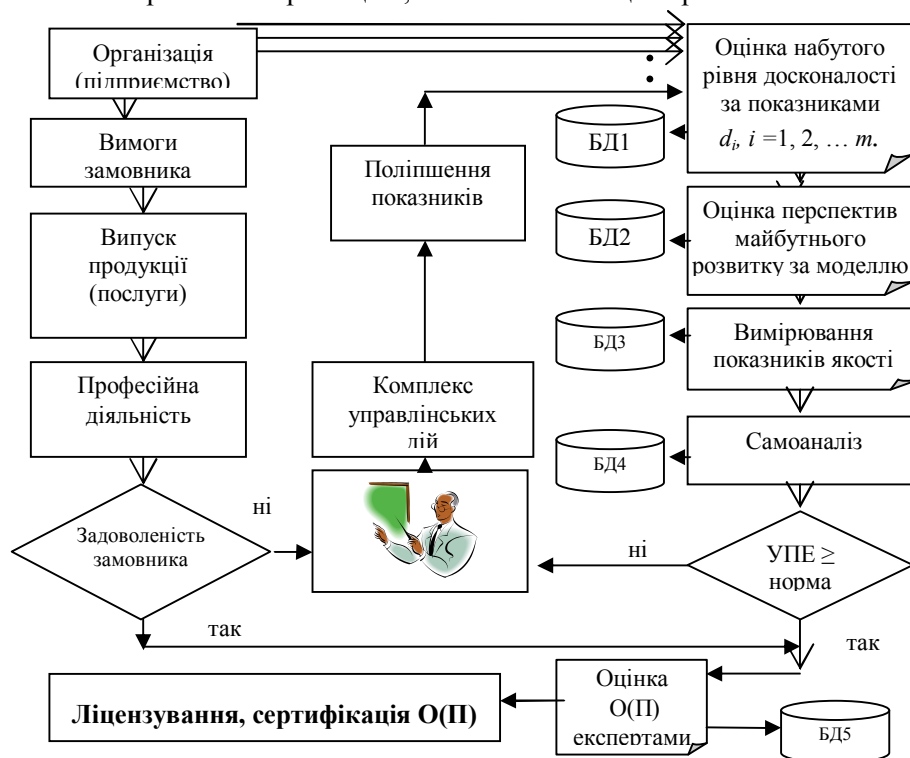 Організація
(підприємство)
Вимоги
замовника
Випуск
продукції
(послуги)
Професійна
діяльність
Задоволеність
замовника
ні
так
Поліпшення
показників
Комплекс
управлінських
дій
Оцінка набутого
рівня досконалості
за показниками
di, i =1, 2, … m.
БД1
Оцінка перспектив
майбутнього
розвитку за моделлю
БД2
Вимірювання
показників якості
БД3
Самоаналіз
БД4
УПЕ ≥
норма
ні
так
Оцінка
О(П)
експертами
БД5
Ліцензування, сертифікація О(П)